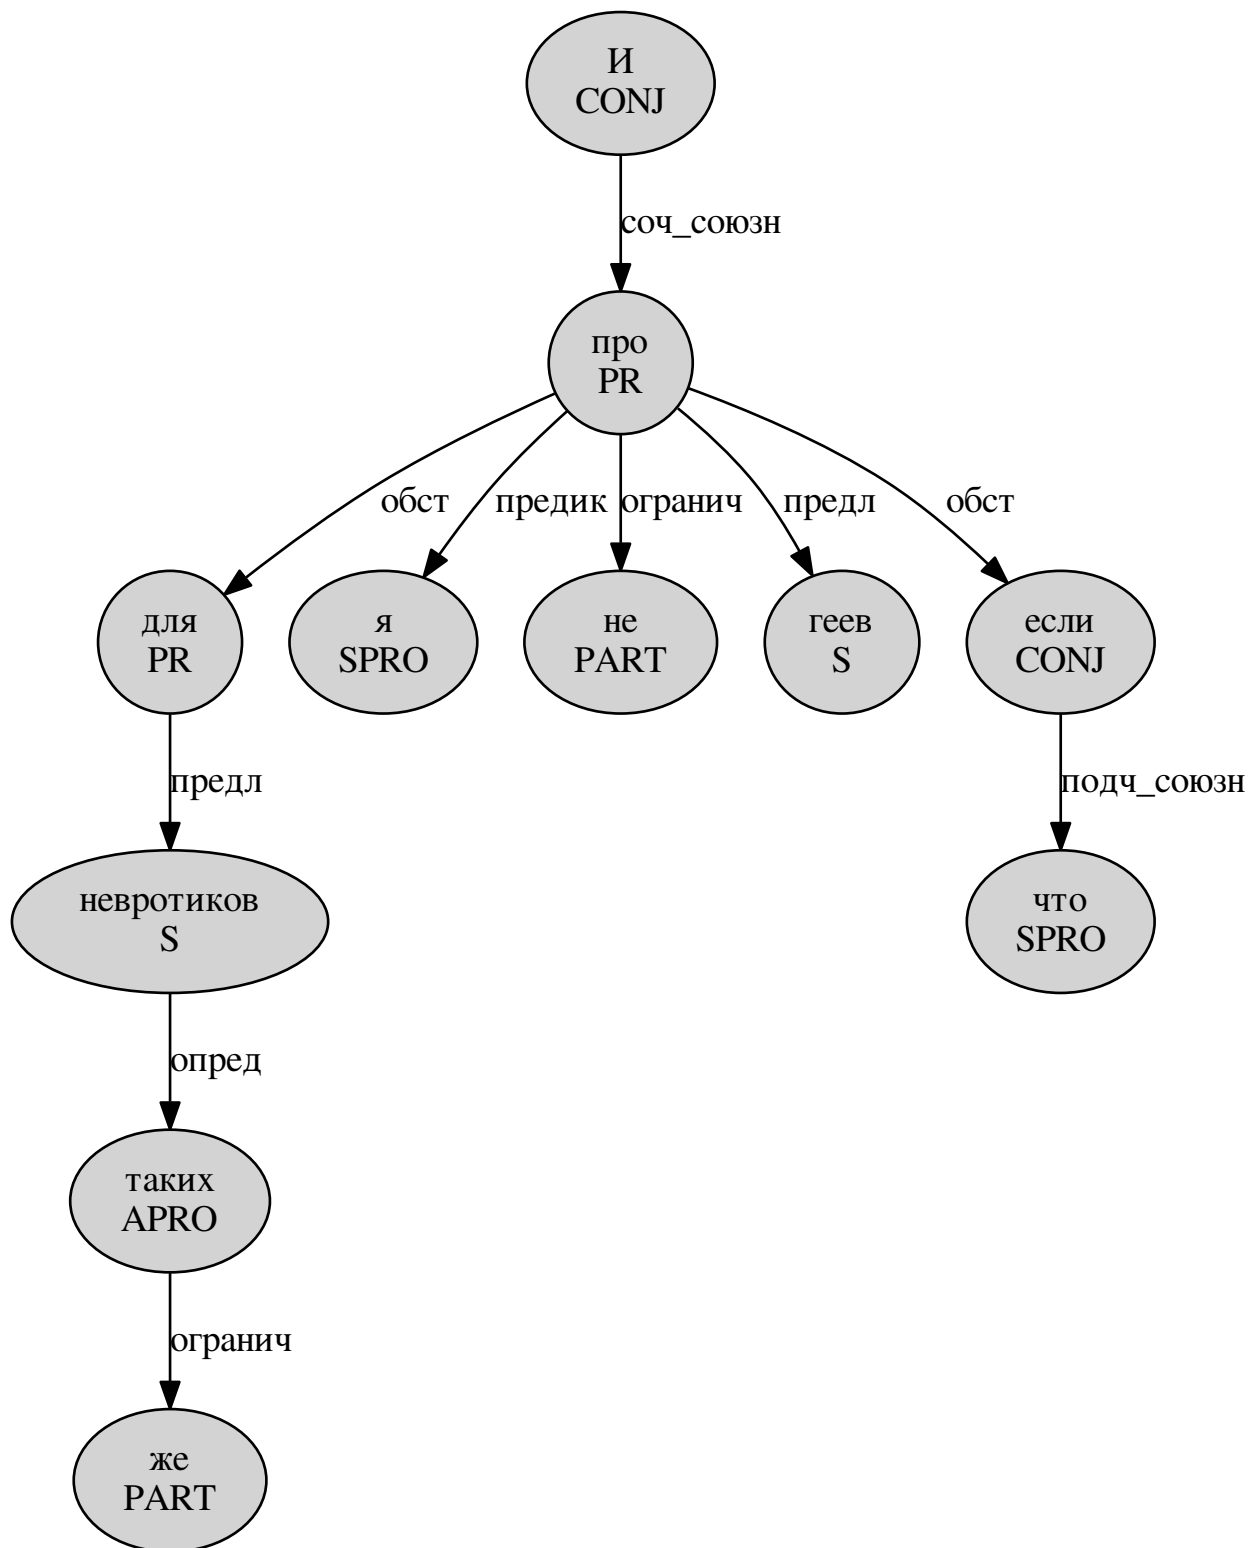 И
CONJ
соч_союзн
про
PR
обст
предик
огранич
предл
обст
для
PR
я
SPRO
не
PART
геев
S
если
CONJ
предл
подч_союзн
невротиков
S
что
SPRO
опред
таких
APRO
огранич
же
PART